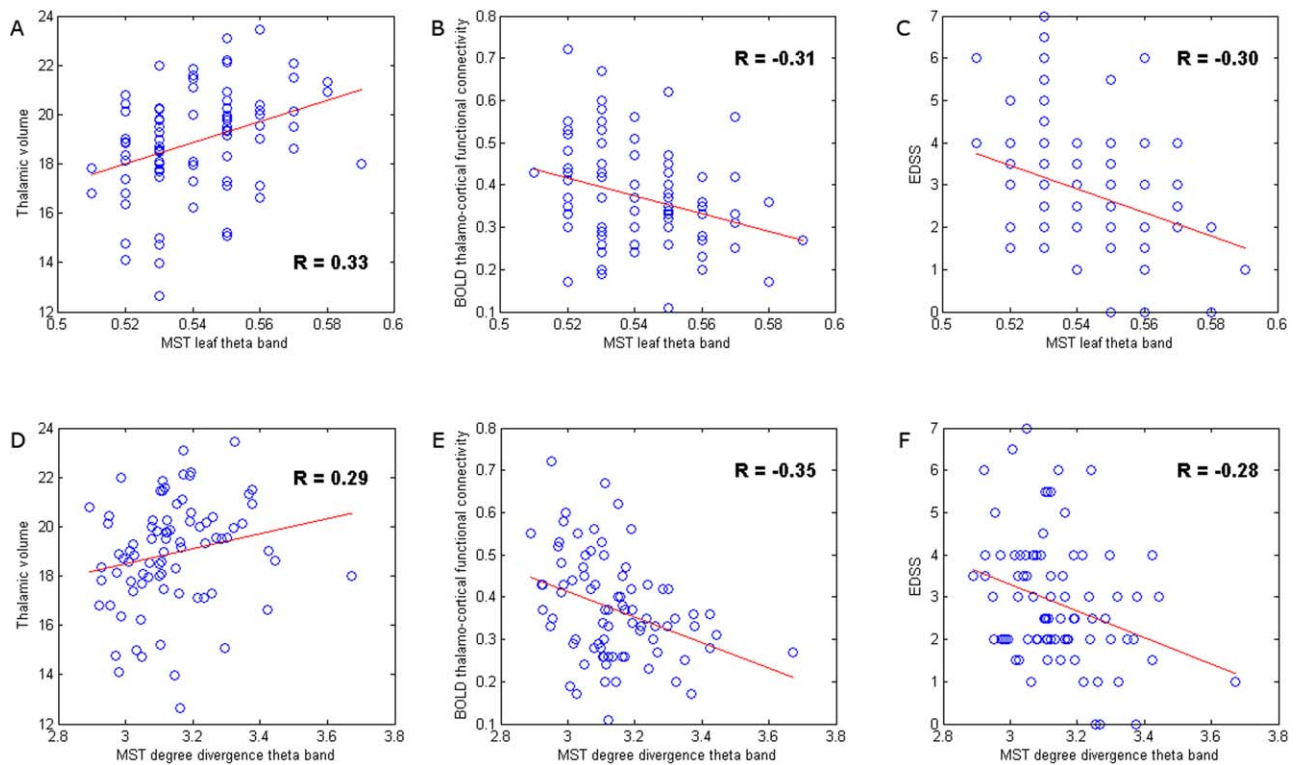 A
Thalamic volume
24
22
20
18
16
14
12
R = 0.33
0.5 0.52 0.54 0.56 0.58 0.6
MST leaf theta band
B
BOLD thalamo-cortical functional connectivity
0.8
0.7
0.6
0.5
0.4
0.3
0.2
0.1
R = -0.31
0.5 0.52 0.54 0.56 0.58 0.6
MST leaf theta band
C
EDSS
7
6
5
4
3
2
1
0
R = -0.30
0.5 0.52 0.54 0.56 0.58 0.6
MST leaf theta band
D
Thalamic volume
24
22
20
18
16
14
12
R = 0.29
2.8 3 3.2 3.4 3.6 3.8
MST degree divergence theta band
E
BOLD thalamo-cortical functional connectivity
0.8
0.7
0.6
0.5
0.4
0.3
0.2
0.1
R = -0.35
2.8 3 3.2 3.4 3.6 3.8
MST degree divergence theta band
F
EDSS
7
6
5
4
3
2
1
0
R = -0.28
2.8 3 3.2 3.4 3.6 3.8
MST degree divergence theta band